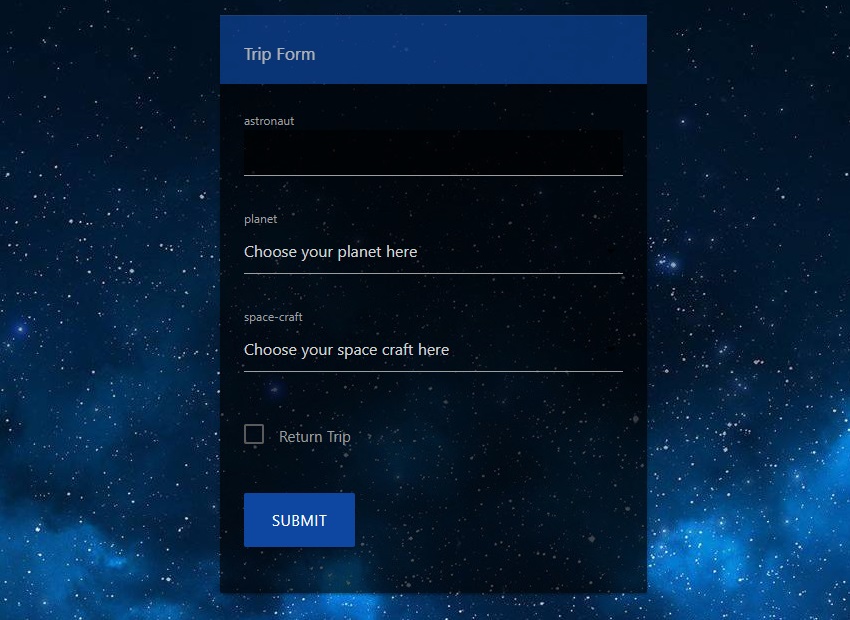 Trip Form
astronaut
planet
Choose your planet here
space-craft
Choose your space craft here
Return Trip
SUBMIT